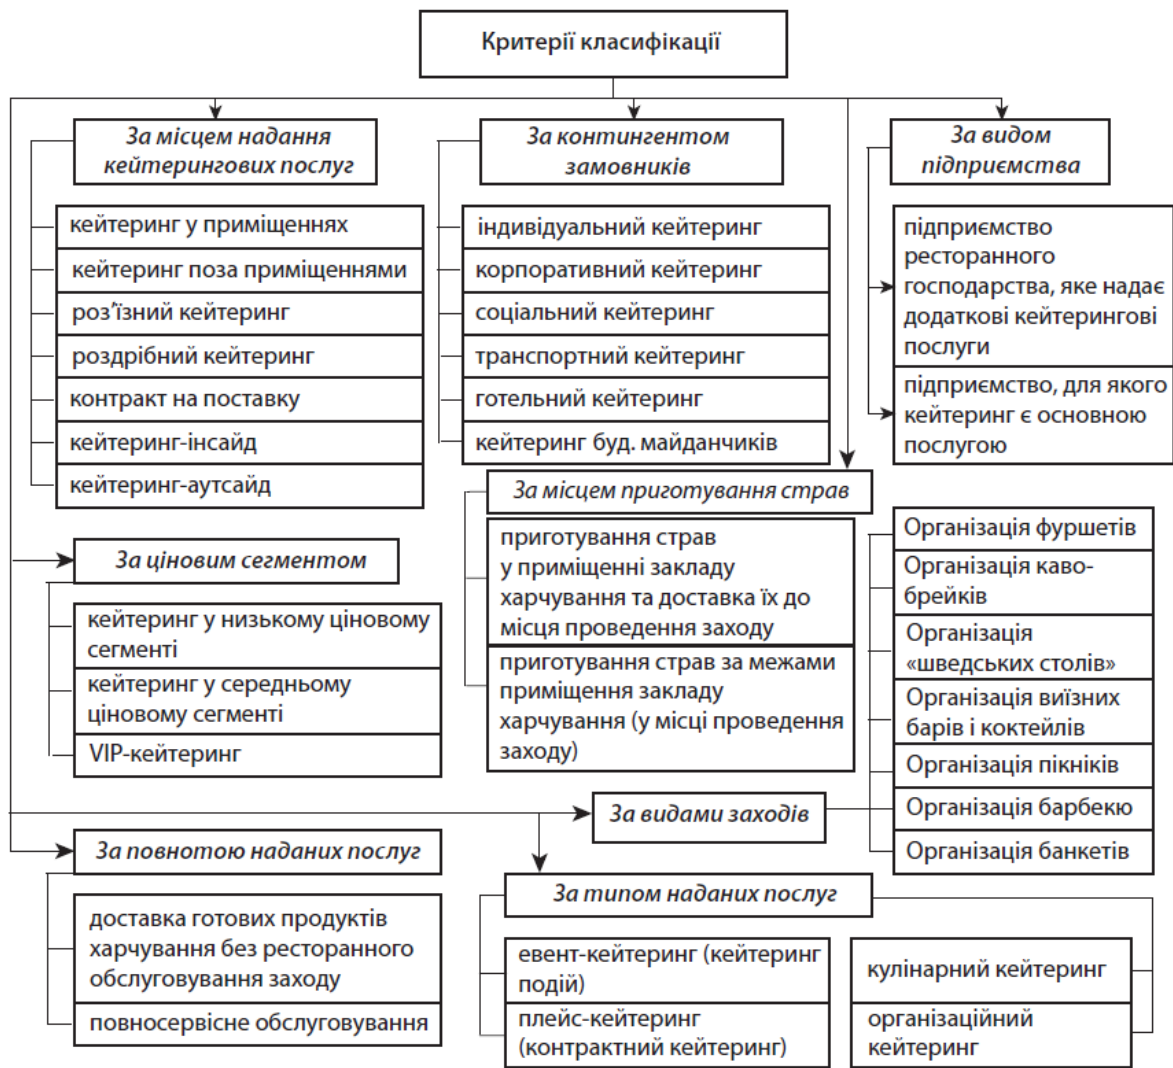 Критерії класифікації
За місцем надання
кейтерингових послуг
кейтеринг у приміщеннях
кейтеринг поза приміщеннями
роз’їзний кейтеринг
роздрібний кейтеринг
контракт на поставку
кейтеринг-інсайд
кейтеринг-аутсайд
За контингентом
замовників
індивідуальний кейтеринг
корпоративний кейтеринг
соціальний кейтеринг
транспортний кейтеринг
готельний кейтеринг
кейтеринг буд. майданчиків
За видом
підприємства
підприємство
ресторанного
господарства, яке надає
додаткові кейтерингові
послуги
підприємство, для якого
кейтеринг є основною
послугою
За місцем приготування страв
приготування страв
у приміщенні закладу
харчування та доставка їх до
місця проведення заходу
приготування страв за межами
приміщення закладу
харчування (у місці проведення
заходу)
За ціновим сегментом
кейтеринг у низькому ціновому
сегменті
кейтеринг у середньому
ціновому сегменті
VIP-кейтеринг
За видами заходів
Організація фуршетів
Організація каво-
брейків
Організація
«шведських столів»
Організація виїзних
барів і коктейлів
Організація пікніків
Організація барбекю
Організація банкетів
За повнотою наданих послуг
доставка готових продуктів
харчування без ресторанного
обслуговування заходу
повносервісне обслуговування
За типом наданих послуг
евент-кейтеринг (кейтеринг
подій)
плейс-кейтеринг
(контрактний кейтеринг)
кулінарний кейтеринг
організаційний
кейтеринг